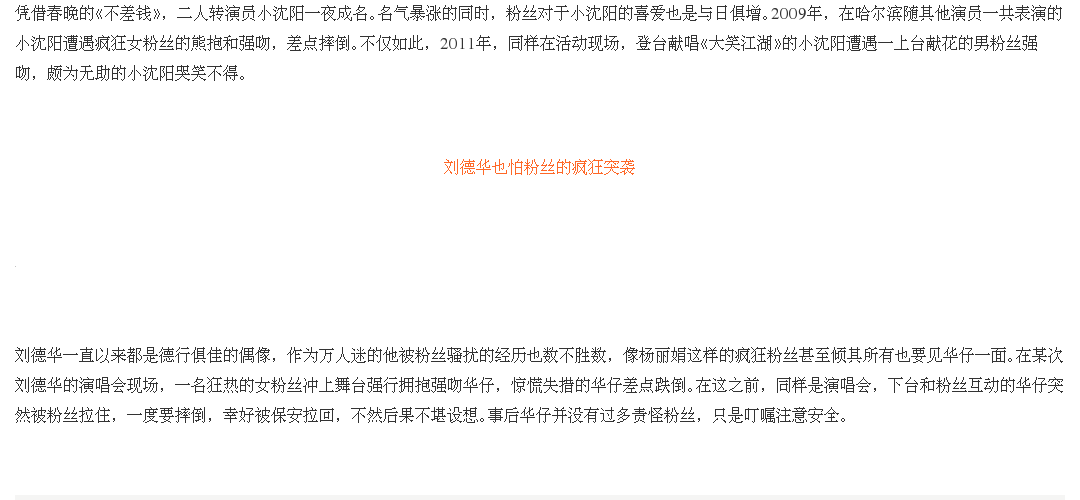 凭借春晚的《不差钱》，二人转演员小沈阳一夜成名。名气暴涨的同时，粉丝对于小沈阳的喜爱也是与日俱增。2009年，在哈尔滨随其他演员一共表演的
小沈阳遭遇疯狂女粉丝的熊抱和强吻，差点摔倒。不仅如此，2011年，同样在活动现场，登台献唱《大笑江湖》的小沈阳遭遇一上台献花的男粉丝强
吻，颇为无助的小沈阳哭笑不得。
刘德华也怕粉丝的疯狂突袭
刘德华一直以来都是德行俱佳的偶像，作为万人迷的他被粉丝骚扰的经历也数不胜数，像杨丽娟这样的疯狂粉丝甚至倾其所有也要见华仔一面。在某次
刘德华的演唱会现场，一名狂热的女粉丝冲上舞台强行拥抱强吻华仔，惊慌失措的华仔差点跌倒。在这之前，同样是演唱会，下台和粉丝互动的华仔突
然被粉丝拉住，一度要摔倒，幸好被保安拉回，不然后果不堪设想。事后华仔并没有过多责怪粉丝，只是叮嘱注意安全。